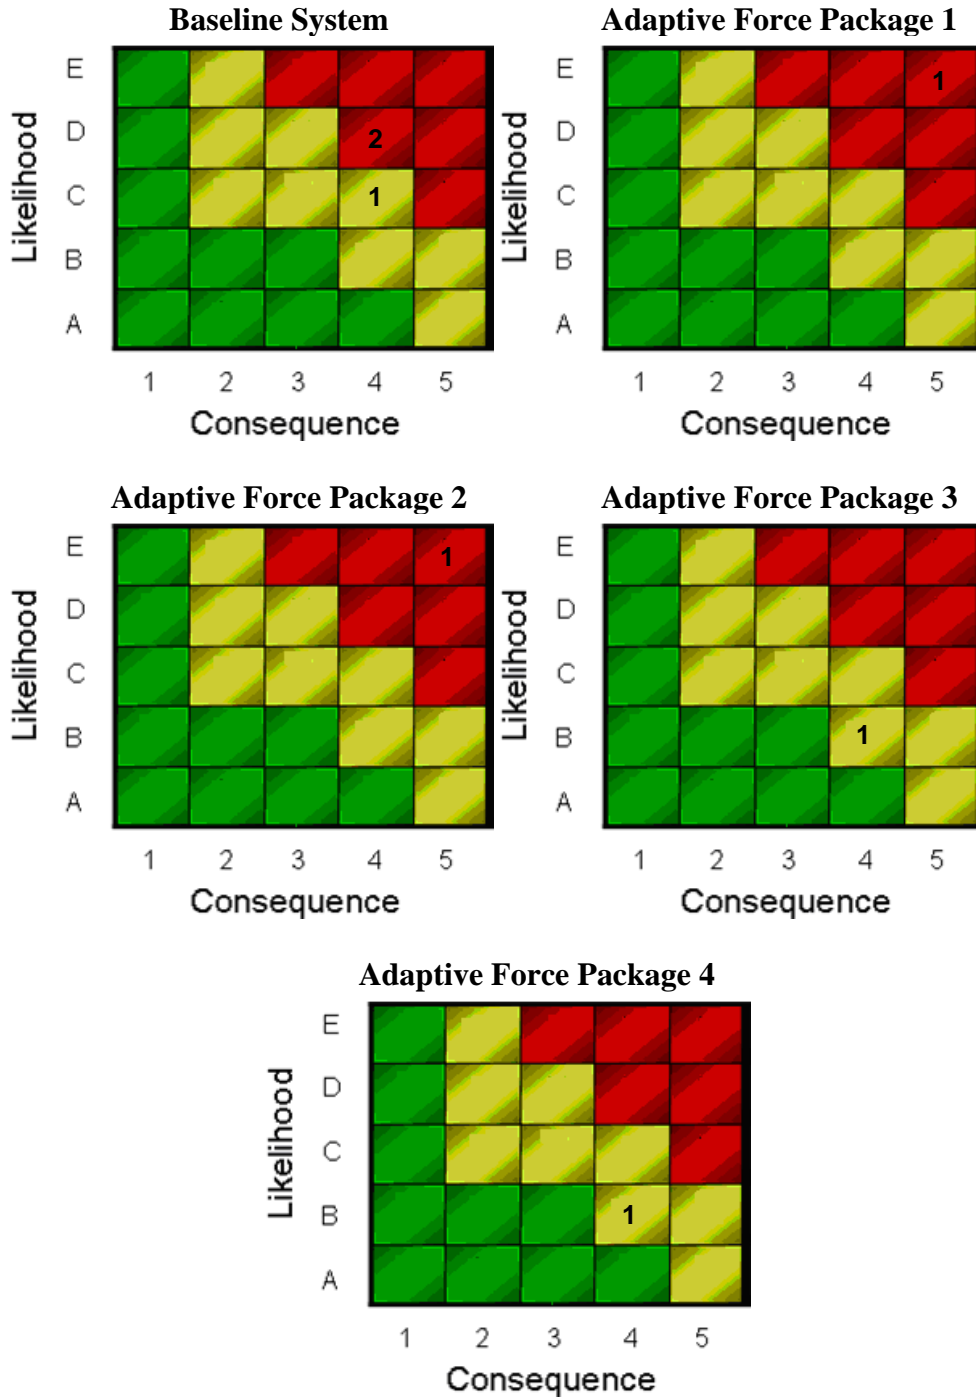 Baseline System
E
D
2
C
1
B
A
Likelihood
1 2 3 4 5
Consequence
Adaptive Force Package 1
E
1
D
C
B
A
Likelihood
1 2 3 4 5
Consequence
Adaptive Force Package 2
E
1
D
C
B
A
Likelihood
1 2 3 4 5
Consequence
Adaptive Force Package 3
E
D
C
B
1
A
Likelihood
1 2 3 4 5
Consequence
Adaptive Force Package 4
E
D
C
B
1
A
Likelihood
1 2 3 4 5
Consequence